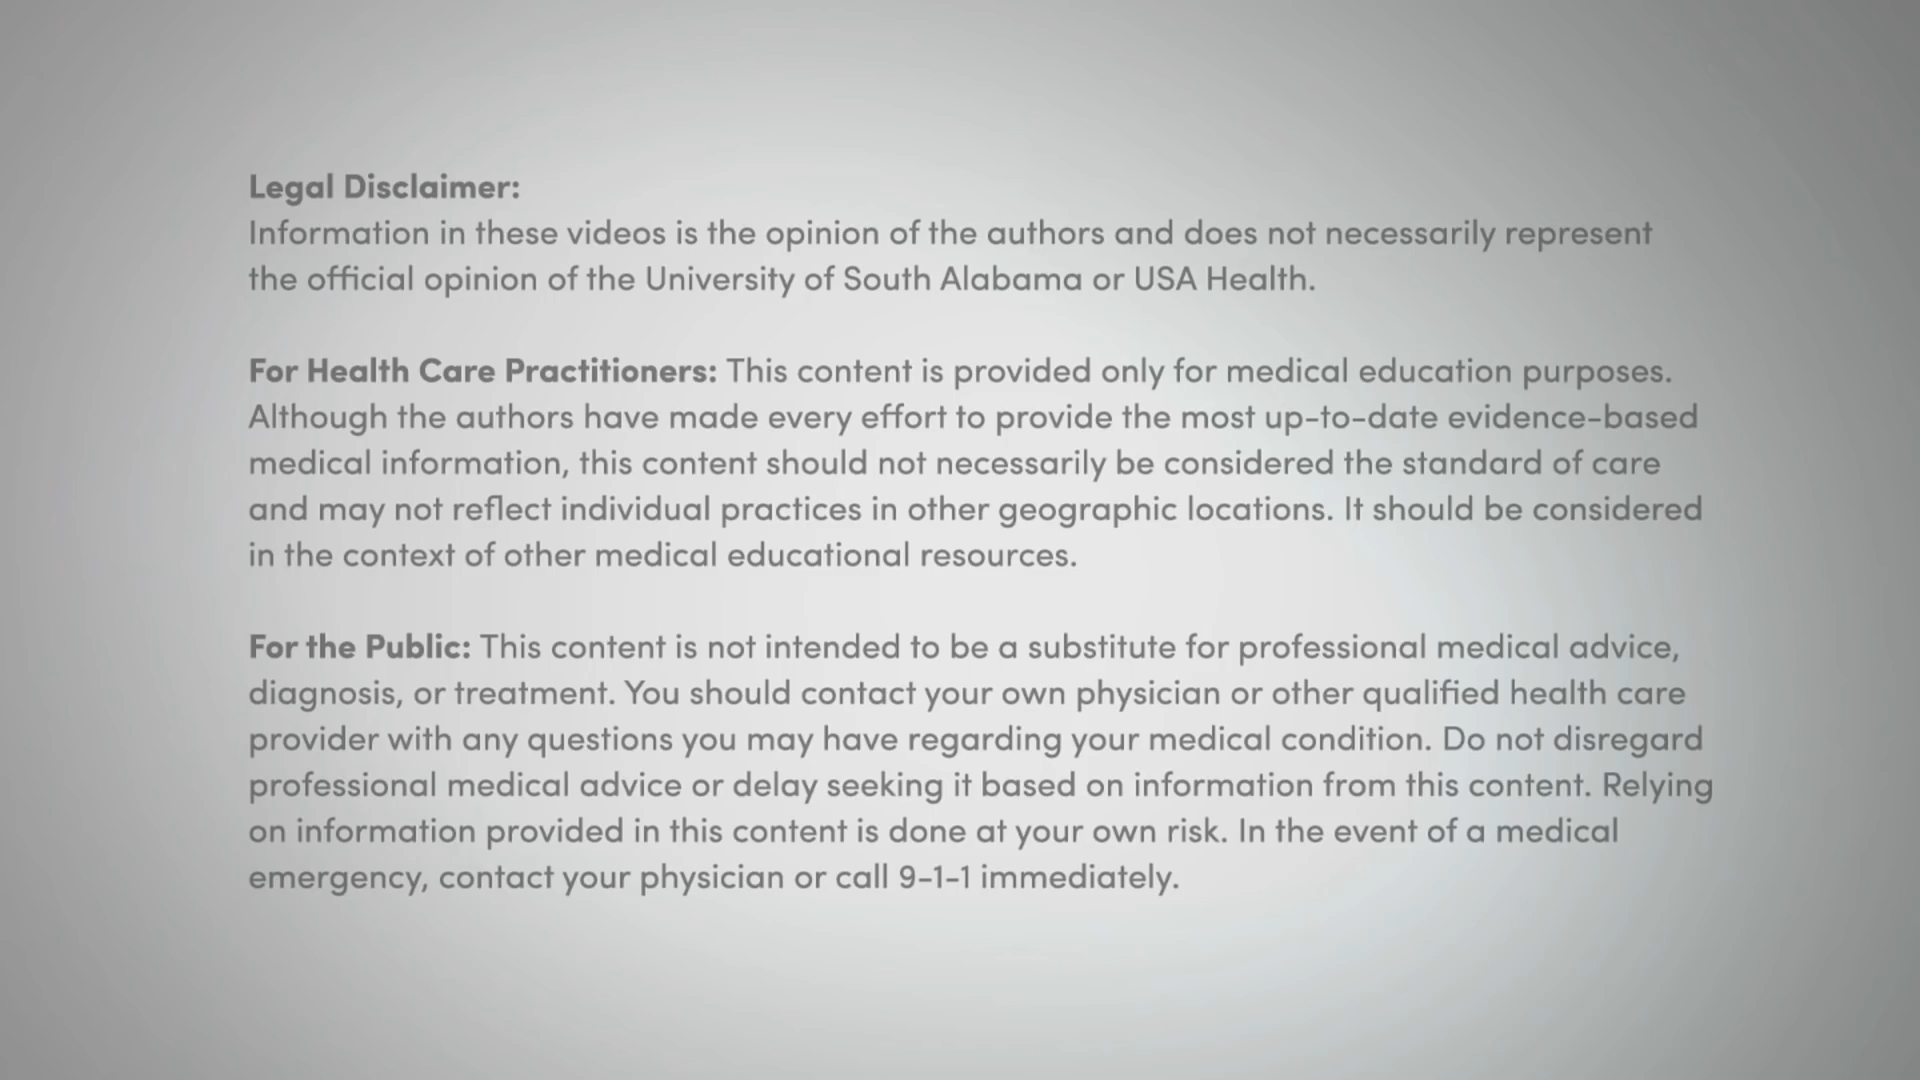 Legal Disclaimer:
Information in these videos is the opinion of the authors and does not necessarily represent
the official opinion of the University of South Alabama or USA Health.
For Health Care Practitioners: This content is provided only for medical education purposes.
Although the authors have made every effort to provide the most up-to-date evidence-based
medical information, this content should not necessarily be considered the standard of care
and may not reflect individual practices in other geographic locations. It should be considered
in the context of other medical educational resources.
For the Public: This content is not intended to be a substitute for professional medical advice,
diagnosis, or treatment. You should contact your own physician or other qualified health care
provider with any questions you may have regarding your medical condition. Do not disregard
professional medical advice or delay seeking it based on information from this content. Relying
on information provided in this content is done at your own risk. In the event of a medical
emergency, contact your physician or call 9-1-1 immediately.